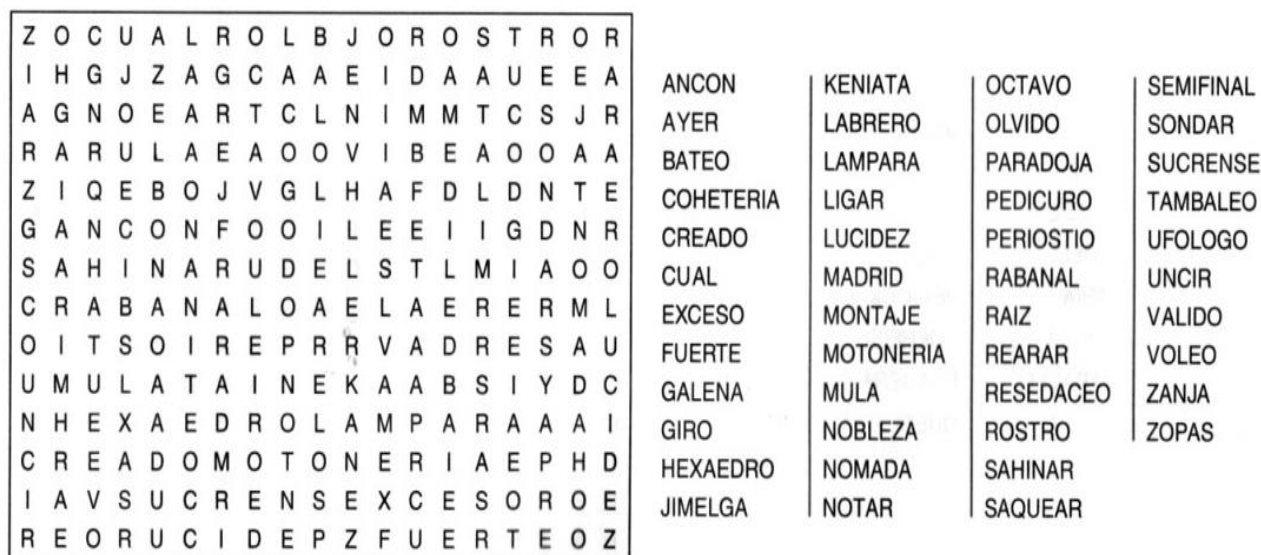 Z O C U A L R O L B J O R O S T R O R
I H G J Z A G C A A E I D A A U E E A
A G N O E A R T C L N I M M T C S J R
R A R U L A E A O O V I B E A O O A A
Z I Q E B O J V G L H A F D L D N T E
G A N C O N F O O I L E E I I G D N R
S A H I N A R U D E L S T L M I A O O
C R A B A N A L O A E L A E R E R M L
O I T S O I R E P R R V A D R E S A U
U M U L A T A I N E K A A B S I Y D C
N H E X A E D R O L A M P A R A A A I
C R E A D O M O T O N E R I A E P H D
I A V S U C R E N S E X C E S O R O E
R E O R U C I D E P Z F U E R T E O Z
ANCON
AYER
BATEO
COHETERIA
CREADO
CUAL
EXCESO
FUERTE
GALENA
GIRO
HEXAEDRO
JIMELGA
KENIATA
LABRERO
LAMPARA
LIGAR
LUCIDEZ
MADRID
MONTAJE
MOTONERIA
MULA
NOBLEZA
NOMADA
NOTAR
OCTAVO
OLVIDO
PARADOJA
PEDICURO
PERIOSTIO
RABANAL
RAIZ
REARAR
RESEDACEO
ROSTRO
SAHINAR
SAQUEAR
SEMIFINAL
SONDAR
SUCRENSE
TAMBALEO
UFOLOGO
UNCIR
VALIDO
VOLEO
ZANJA
ZOPAS